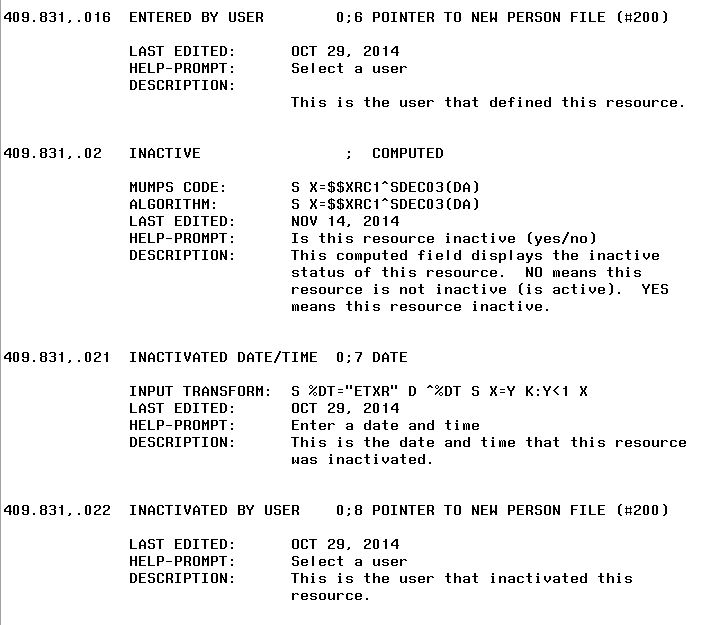 409.831,.016 ENTERED BY USER 0;6 POINTER TO NEW PERSON FILE (#200)
LAST EDITED: OCT 29, 2014
HELP-PROMPT: Select a user
DESCRIPTION:
This is the user that defined this resource.
409.831,.02 INACTIVE ; COMPUTED
MUMPS CODE: S X=$$XRC1^SDEC03(DA)
ALGORITHM: S X=$$XRC1^SDEC03(DA)
LAST EDITED: NOV 14, 2014
HELP-PROMPT: Is this resource inactive (yes/no)
DESCRIPTION: This computed field displays the inactive
status of this resource. NO means this
resource is not inactive (is active). YES
means this resource inactive.
409.831,.021 INACTIVATED DATE/TIME 0;7 DATE
INPUT TRANSFORM: S %DT="ETXR" D ^%DT S X=Y K:Y<1 X
LAST EDITED: OCT 29, 2014
HELP-PROMPT: Enter a date and time
DESCRIPTION: This is the date and time that this resource
was inactivated.
409.831,.022 INACTIVATED BY USER 0;8 POINTER TO NEW PERSON FILE (#200)
LAST EDITED: OCT 29, 2014
HELP-PROMPT: Select a user
DESCRIPTION: This is the user that inactivated this
resource.